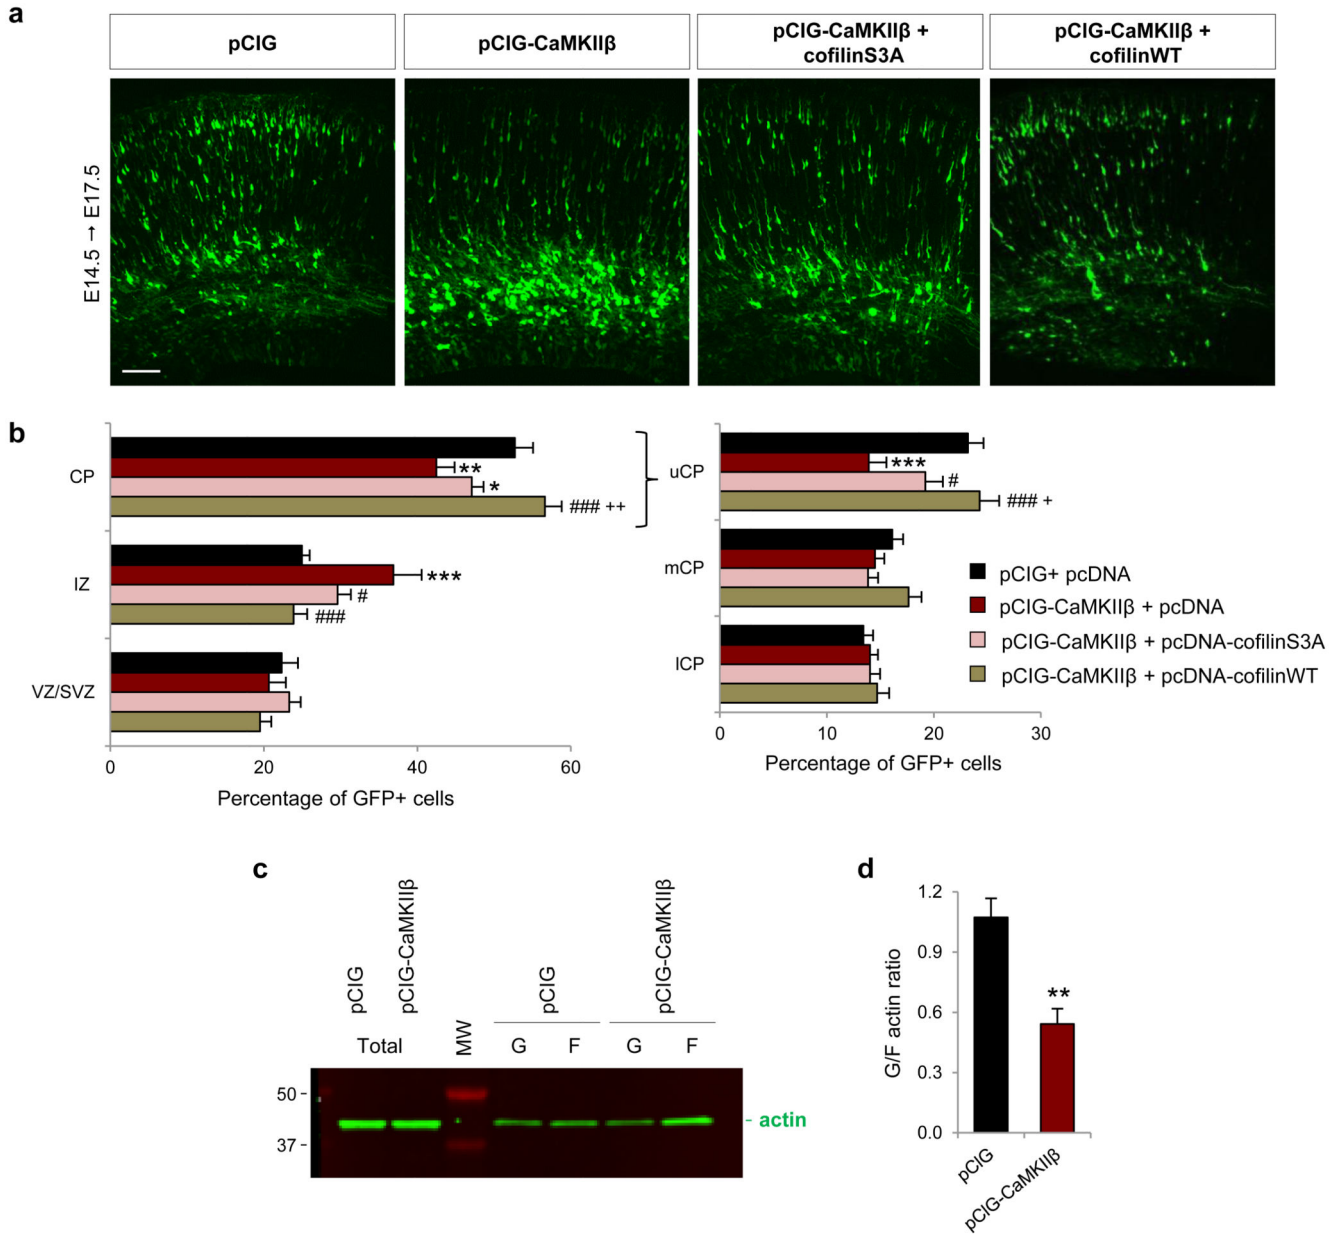 a
pCIG
pCIG-CaMKIIβ
pCIG-CaMKIIβ +
cofilinS3A
pCIG-CaMKIIβ +
cofilinWT
E14.5 → E17.5
b
CP
**
*
### ++
IZ
***
#
###
VZ/SVZ
0
20
40
60
Percentage of GFP+ cells
uCP
***
#
### +
mCP
lCP
0
10
20
30
Percentage of GFP+ cells
pCIG+ pcDNA
pCIG-CaMKIIβ + pcDNA
pCIG-CaMKIIβ + pcDNA-cofilinS3A
pCIG-CaMKIIβ + pcDNA-cofilinWT
c
pCIG
pCIG-CaMKIIβ
Total
MW
pCIG
pCIG-CaMKIIβ
G
F
G
F
50 -
37 -
- actin
d
1.2
0.9
0.6
0.3
0.0
G/F actin ratio
**
pCIG
pCIG-CaMKIIβ